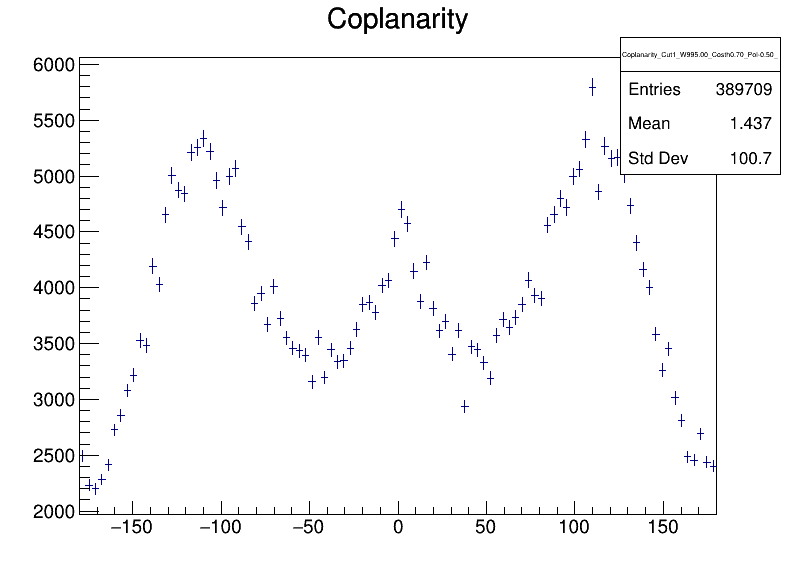 Coplanarity
Coplanarity_Cut1_W995.00_Costh0.70_Pol-0.50_
Entries 389709
Mean 1.437
Std Dev 100.7
6000
5500
5000
4500
4000
3500
3000
2500
2000
−150 −100 −50 0 50 100 150